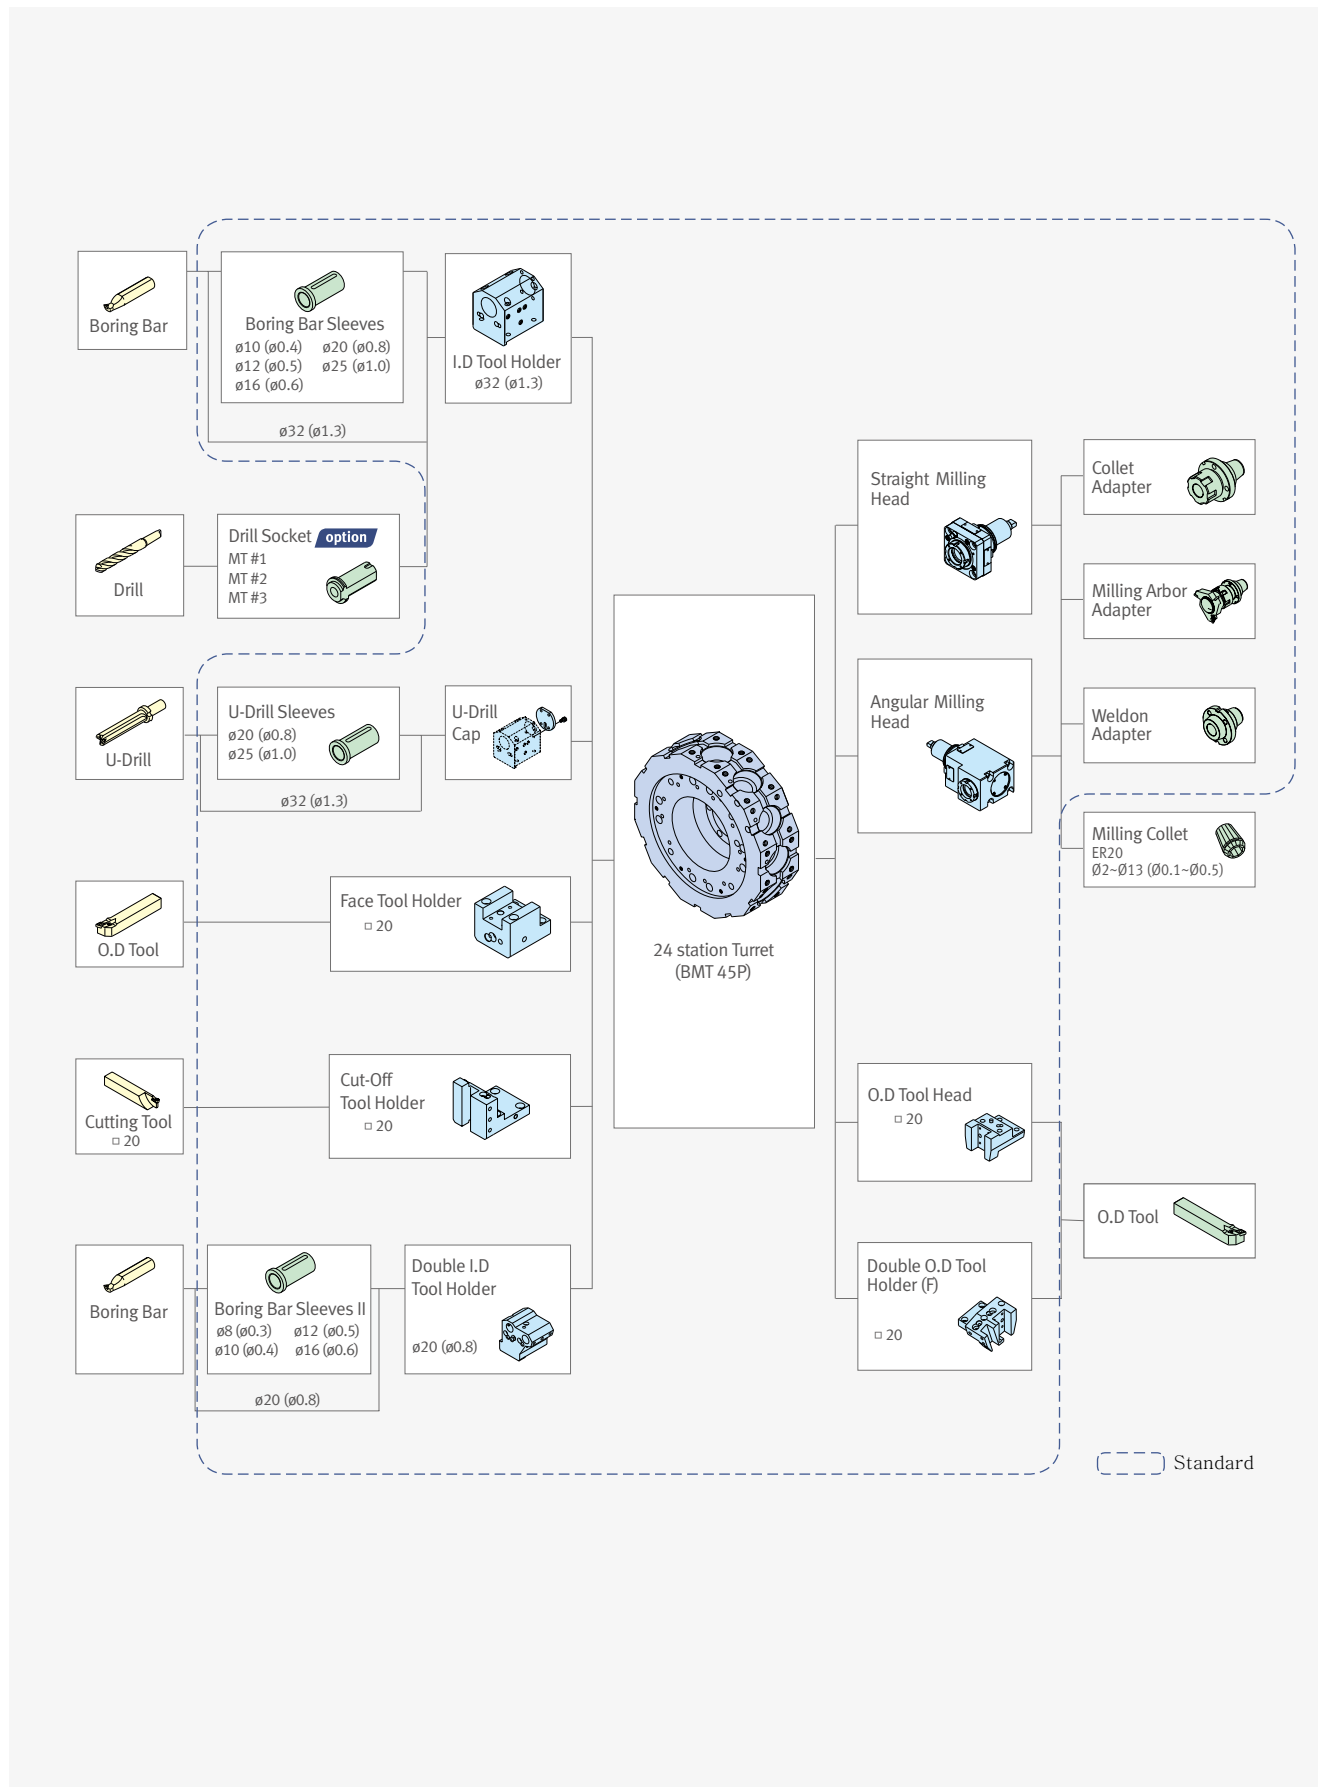 Boring Bar
Boring Bar Sleeves
ø10 (ø0.4) ø20 (ø0.8)
ø12 (ø0.5) ø25 (ø1.0)
ø16 (ø0.6)
I.D Tool Holder
ø32 (ø1.3)
ø32 (ø1.3)
Drill
Drill Socket option
MT #1
MT #2
MT #3
U-Drill
U-Drill Sleeves
ø20 (ø0.8)
ø25 (ø1.0)
U-Drill
Cap
ø32 (ø1.3)
O.D Tool
Face Tool Holder
□ 20
Cutting Tool
□ 20
Cut-Off
Tool Holder
□ 20
Boring Bar
Boring Bar Sleeves II
ø8 (ø0.3) ø12 (ø0.5)
ø10 (ø0.4) ø16 (ø0.6)
Double I.D
Tool Holder
ø20 (ø0.8)
ø20 (ø0.8)
24 station Turret
(BMT 45P)
Straight Milling
Head
Angular Milling
Head
Collet
Adapter
Milling Arbor
Adapter
Weldon
Adapter
Milling Collet
ER20
Ø2~Ø13 (Ø0.1~Ø0.5)
O.D Tool Head
□ 20
Double O.D Tool
Holder (F)
□ 20
O.D Tool
Standard